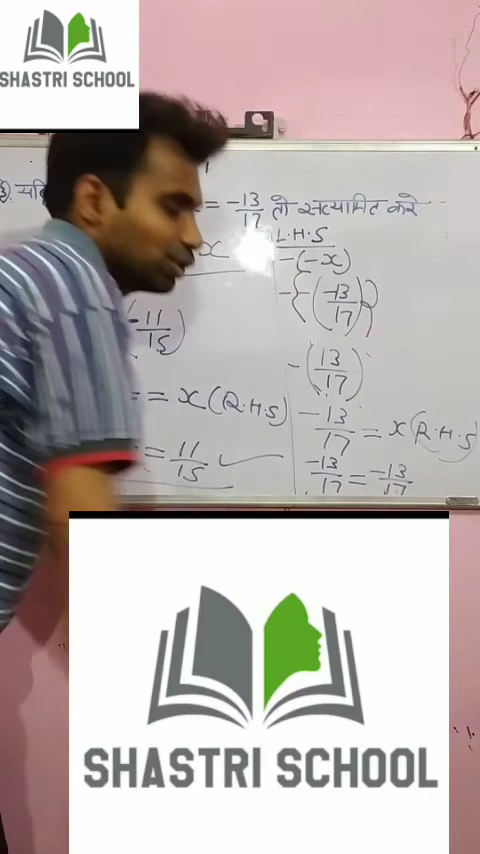 SHASTRI SCHOOL
= -13/17 तो सत्यापित करे
x
L.H.S
-(-x)
-{-(-13/17)}
-(13/17)
-13/17 = x (R.H.S)
-13/17 = -13/17
(-11/15)
= x (R.H.S)
= 11/15
SHASTRI SCHOOL